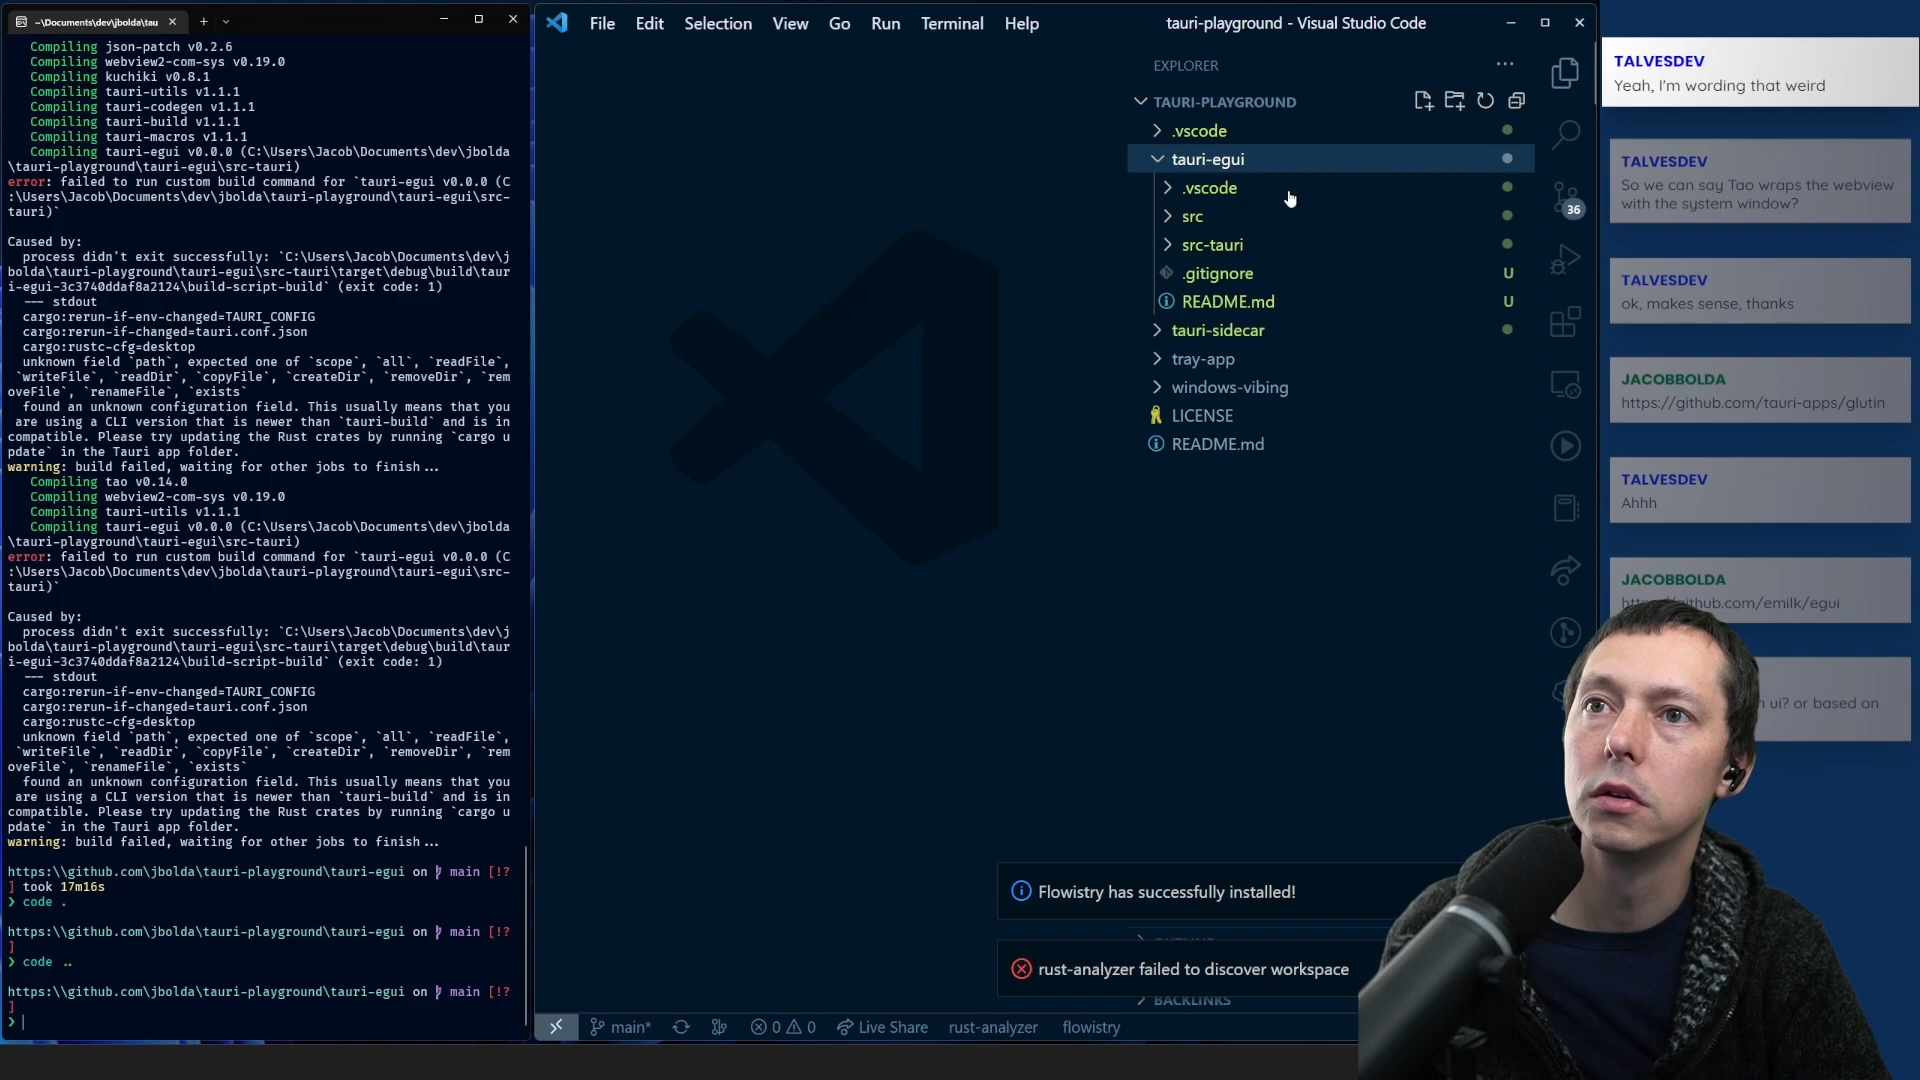 ~\Documents\dev\jbolda\tau
Compiling json-patch v0.2.6
Compiling webview2-com-sys v0.19.0
Compiling kuchiki v0.8.1
Compiling tauri-utils v1.1.1
Compiling tauri-codegen v1.1.1
Compiling tauri-build v1.1.1
Compiling tauri-macros v1.1.1
Compiling tauri-egui v0.0.0 (C:\Users\Jacob\Documents\dev\jbolda
\tauri-playground\tauri-egui\src-tauri)
error: failed to run custom build command for `tauri-egui v0.0.0 (C
:\Users\Jacob\Documents\dev\jbolda\tauri-playground\tauri-egui\src-
tauri)`
Caused by:
process didn't exit successfully: `C:\Users\Jacob\Documents\dev\j
bolda\tauri-playground\tauri-egui\src-tauri\target\debug\build\taur
i-egui-3c3740ddaf8a2124\build-script-build` (exit code: 1)
--- stdout
cargo:rerun-if-env-changed=TAURI_CONFIG
cargo:rerun-if-changed=tauri.conf.json
cargo:rustc-cfg=desktop
unknown field `path`, expected one of `scope`, `all`, `readFile`,
`writeFile`, `readDir`, `copyFile`, `createDir`, `removeDir`, `rem
oveFile`, `renameFile`, `exists`
found an unknown configuration field. This usually means that you
are using a CLI version that is newer than `tauri-build` and is in
compatible. Please try updating the Rust crates by running `cargo u
pdate` in the Tauri app folder.
warning: build failed, waiting for other jobs to finish...
Compiling tao v0.14.0
Compiling webview2-com-sys v0.19.0
Compiling tauri-utils v1.1.1
Compiling tauri-egui v0.0.0 (C:\Users\Jacob\Documents\dev\jbolda
\tauri-playground\tauri-egui\src-tauri)
error: failed to run custom build command for `tauri-egui v0.0.0 (C
:\Users\Jacob\Documents\dev\jbolda\tauri-playground\tauri-egui\src-
tauri)`
Caused by:
process didn't exit successfully: `C:\Users\Jacob\Documents\dev\j
bolda\tauri-playground\tauri-egui\src-tauri\target\debug\build\taur
i-egui-3c3740ddaf8a2124\build-script-build` (exit code: 1)
--- stdout
cargo:rerun-if-env-changed=TAURI_CONFIG
cargo:rerun-if-changed=tauri.conf.json
cargo:rustc-cfg=desktop
unknown field `path`, expected one of `scope`, `all`, `readFile`,
`writeFile`, `readDir`, `copyFile`, `createDir`, `removeDir`, `rem
oveFile`, `renameFile`, `exists`
found an unknown configuration field. This usually means that you
are using a CLI version that is newer than `tauri-build` and is in
compatible. Please try updating the Rust crates by running `cargo u
pdate` in the Tauri app folder.
warning: build failed, waiting for other jobs to finish...
https:\\github.com\jbolda\tauri-playground\tauri-egui on main [!?
] took 17m16s
❯ code .
https:\\github.com\jbolda\tauri-playground\tauri-egui on main [!?
]
❯ code ..
https:\\github.com\jbolda\tauri-playground\tauri-egui on main [!?
]
❯
File Edit Selection View Go Run Terminal Help
tauri-playground - Visual Studio Code
EXPLORER
TAURI-PLAYGROUND
.vscode
tauri-egui
.vscode
src
src-tauri
.gitignore U
README.md U
tauri-sidecar
tray-app
windows-vibing
LICENSE
README.md
36
Flowistry has successfully installed!
rust-analyzer failed to discover workspace
BACKLINKS
main* 0 0 Live Share rust-analyzer flowistry
TALVESDEV
Yeah, I'm wording that weird
TALVESDEV
So we can say Tao wraps the webview
with the system window?
TALVESDEV
ok, makes sense, thanks
JACOBBOLDA
https://github.com/tauri-apps/glutin
TALVESDEV
Ahhh
JACOBBOLDA
https://github.com/emilk/egui
ui? or based on